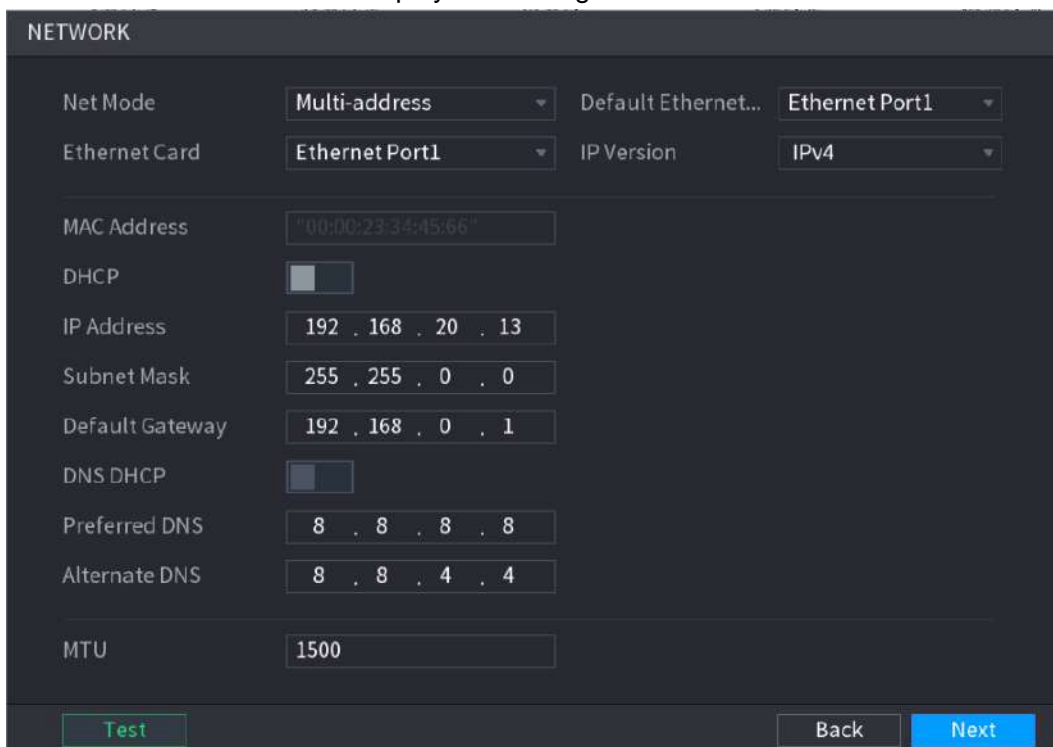 NETWORK
Net Mode Multi-address Default Ethernet... Ethernet Port1
Ethernet Card Ethernet Port1 IP Version IPv4
MAC Address "00:00:23:34:45:66"
DHCP
IP Address 192 . 168 . 20 . 13
Subnet Mask 255 . 255 . 0 . 0
Default Gateway 192 . 168 . 0 . 1
DNS DHCP
Preferred DNS 8 . 8 . 8 . 8
Alternate DNS 8 . 8 . 4 . 4
MTU 1500
Test Back Next